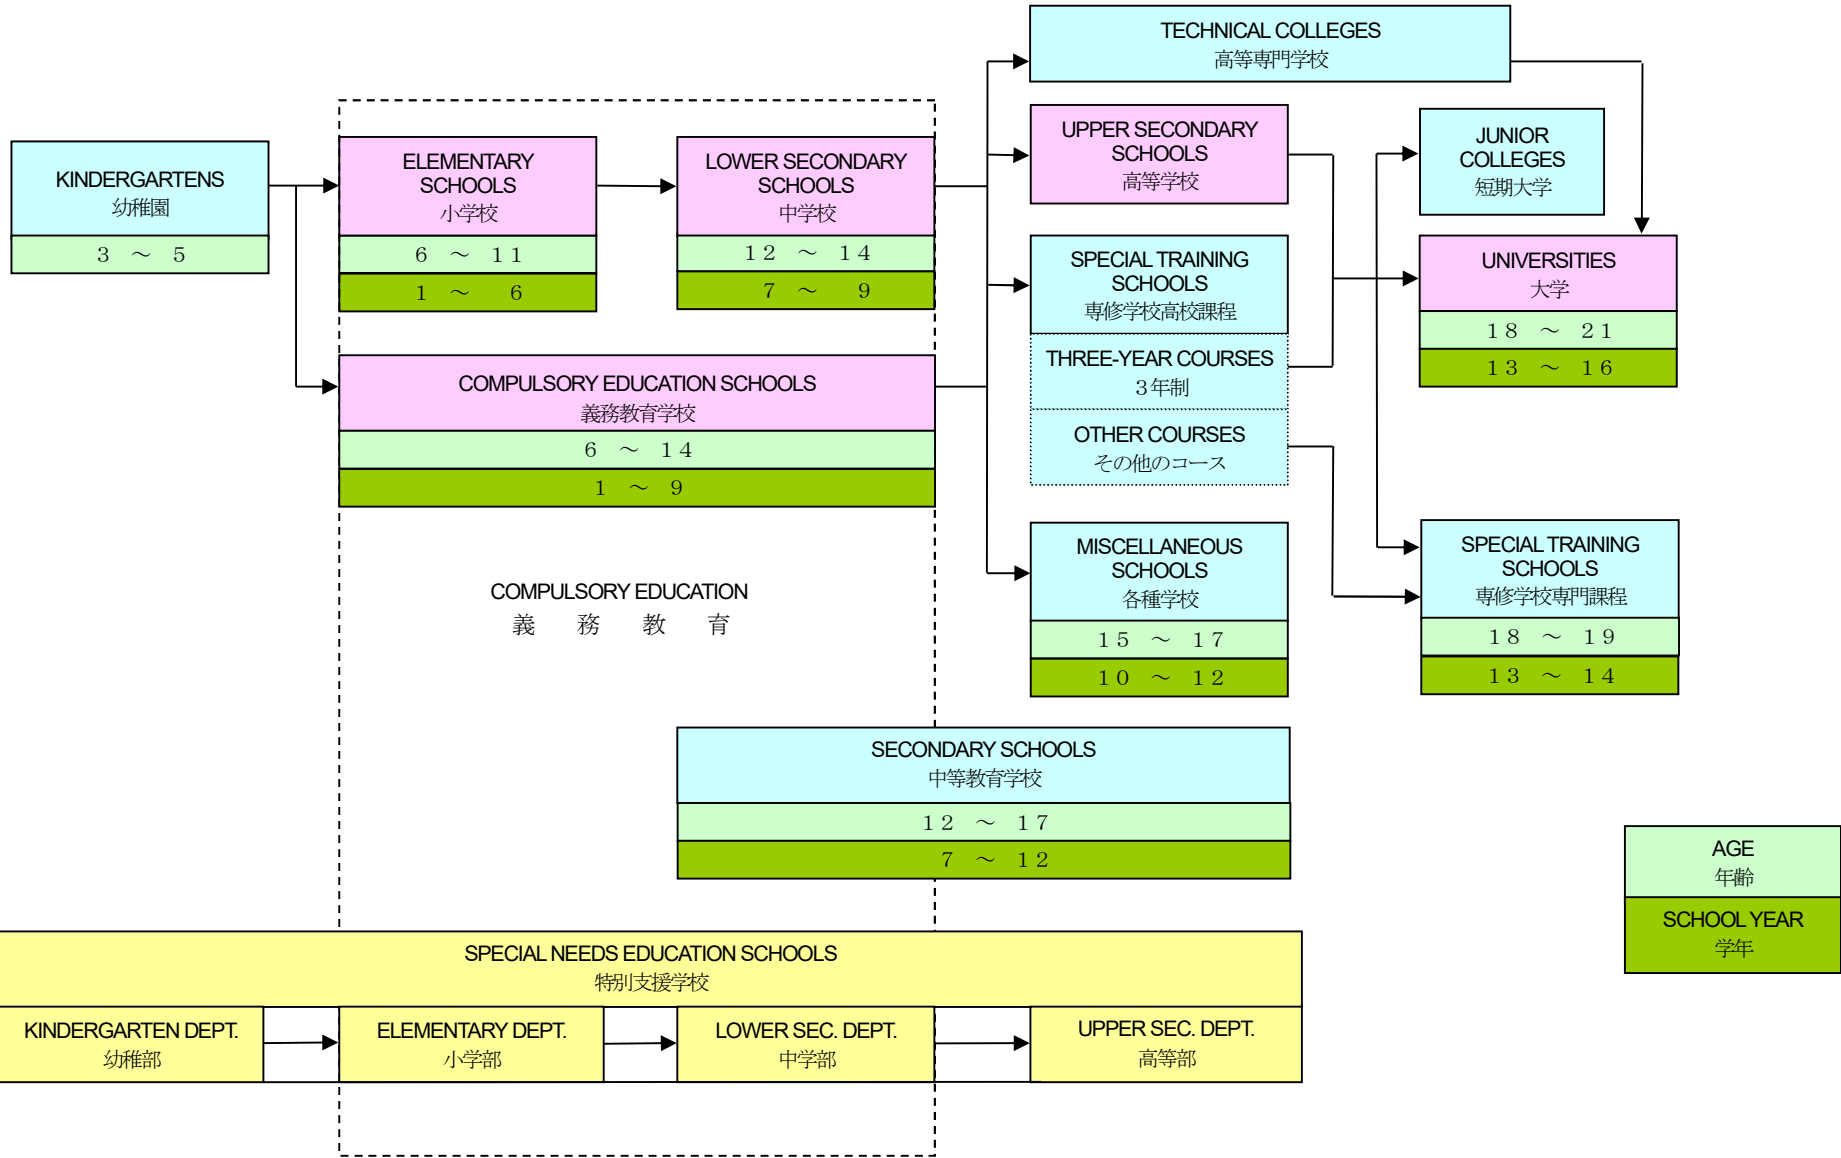 TECHNICAL COLLEGES
高等専門学校
KINDERGARTENS
幼稚園
３　～　５
ELEMENTARY
SCHOOLS
小学校
６　～　１１
１　～　　６
LOWER SECONDARY
SCHOOLS
中学校
１２　～　１４
７　～　　９
UPPER SECONDARY
SCHOOLS
高等学校
JUNIOR
COLLEGES
短期大学
SPECIAL TRAINING
SCHOOLS
専修学校高校課程
THREE-YEAR COURSES
３年制
OTHER COURSES
その他のコース
UNIVERSITIES
大学
１８　～　２１
１３　～　１６
COMPULSORY EDUCATION SCHOOLS
義務教育学校
６　～　１４
１　～　９
COMPULSORY EDUCATION
義　務　教　育
MISCELLANEOUS
SCHOOLS
各種学校
１５　～　１７
１０　～　１２
SPECIAL TRAINING
SCHOOLS
専修学校専門課程
１８　～　１９
１３　～　１４
SECONDARY SCHOOLS
中等教育学校
１２　～　１７
７　～　１２
AGE
年齢
SCHOOL YEAR
学年
SPECIAL NEEDS EDUCATION SCHOOLS
特別支援学校
KINDERGARTEN DEPT.
幼稚部
ELEMENTARY DEPT.
小学部
LOWER SEC. DEPT.
中学部
UPPER SEC. DEPT.
高等部